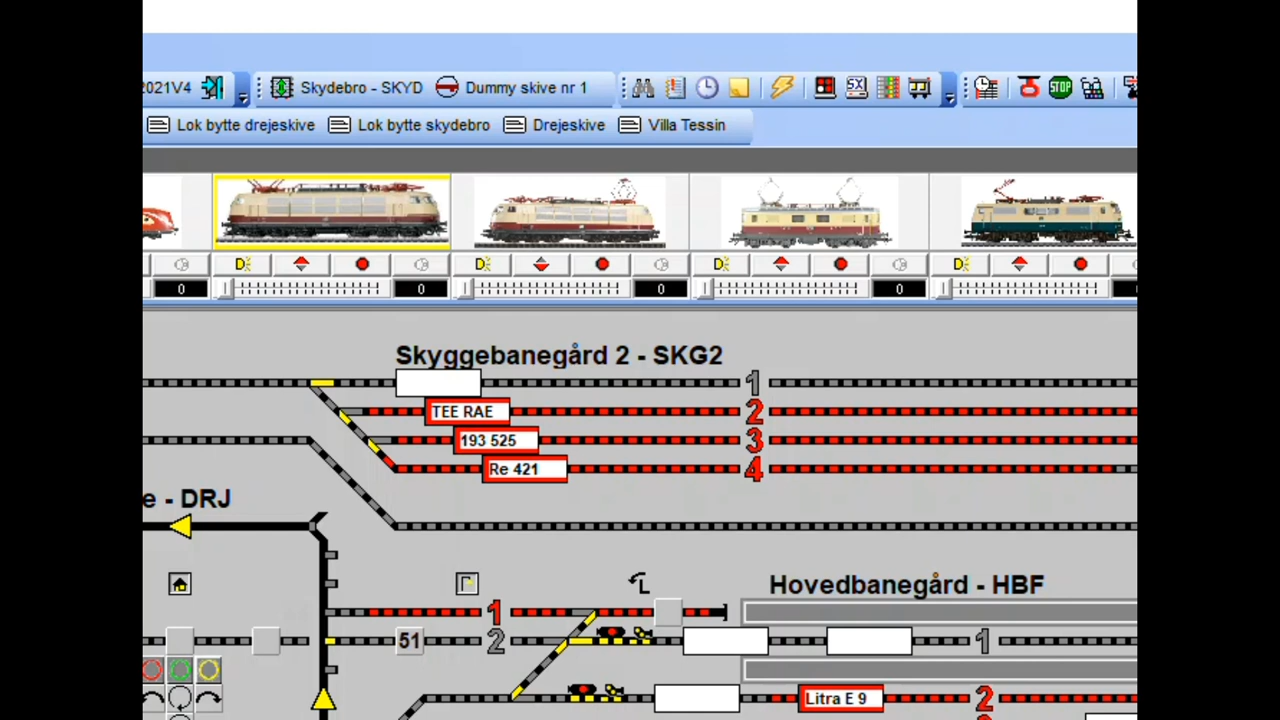 2021V4 Skydebro - SKYD Dummy skive nr 1 SX STOP
Lok bytte drejeskive Lok bytte skydebro Drejeskive Villa Tessin
D D D D
0 0 0
Skyggebanegård 2 - SKG2
1
TEE RAE 2
193 525 3
Re 421 4
e - DRJ
L
Hovedbanegård - HBF
1
51 2 1
Litra E 9 2